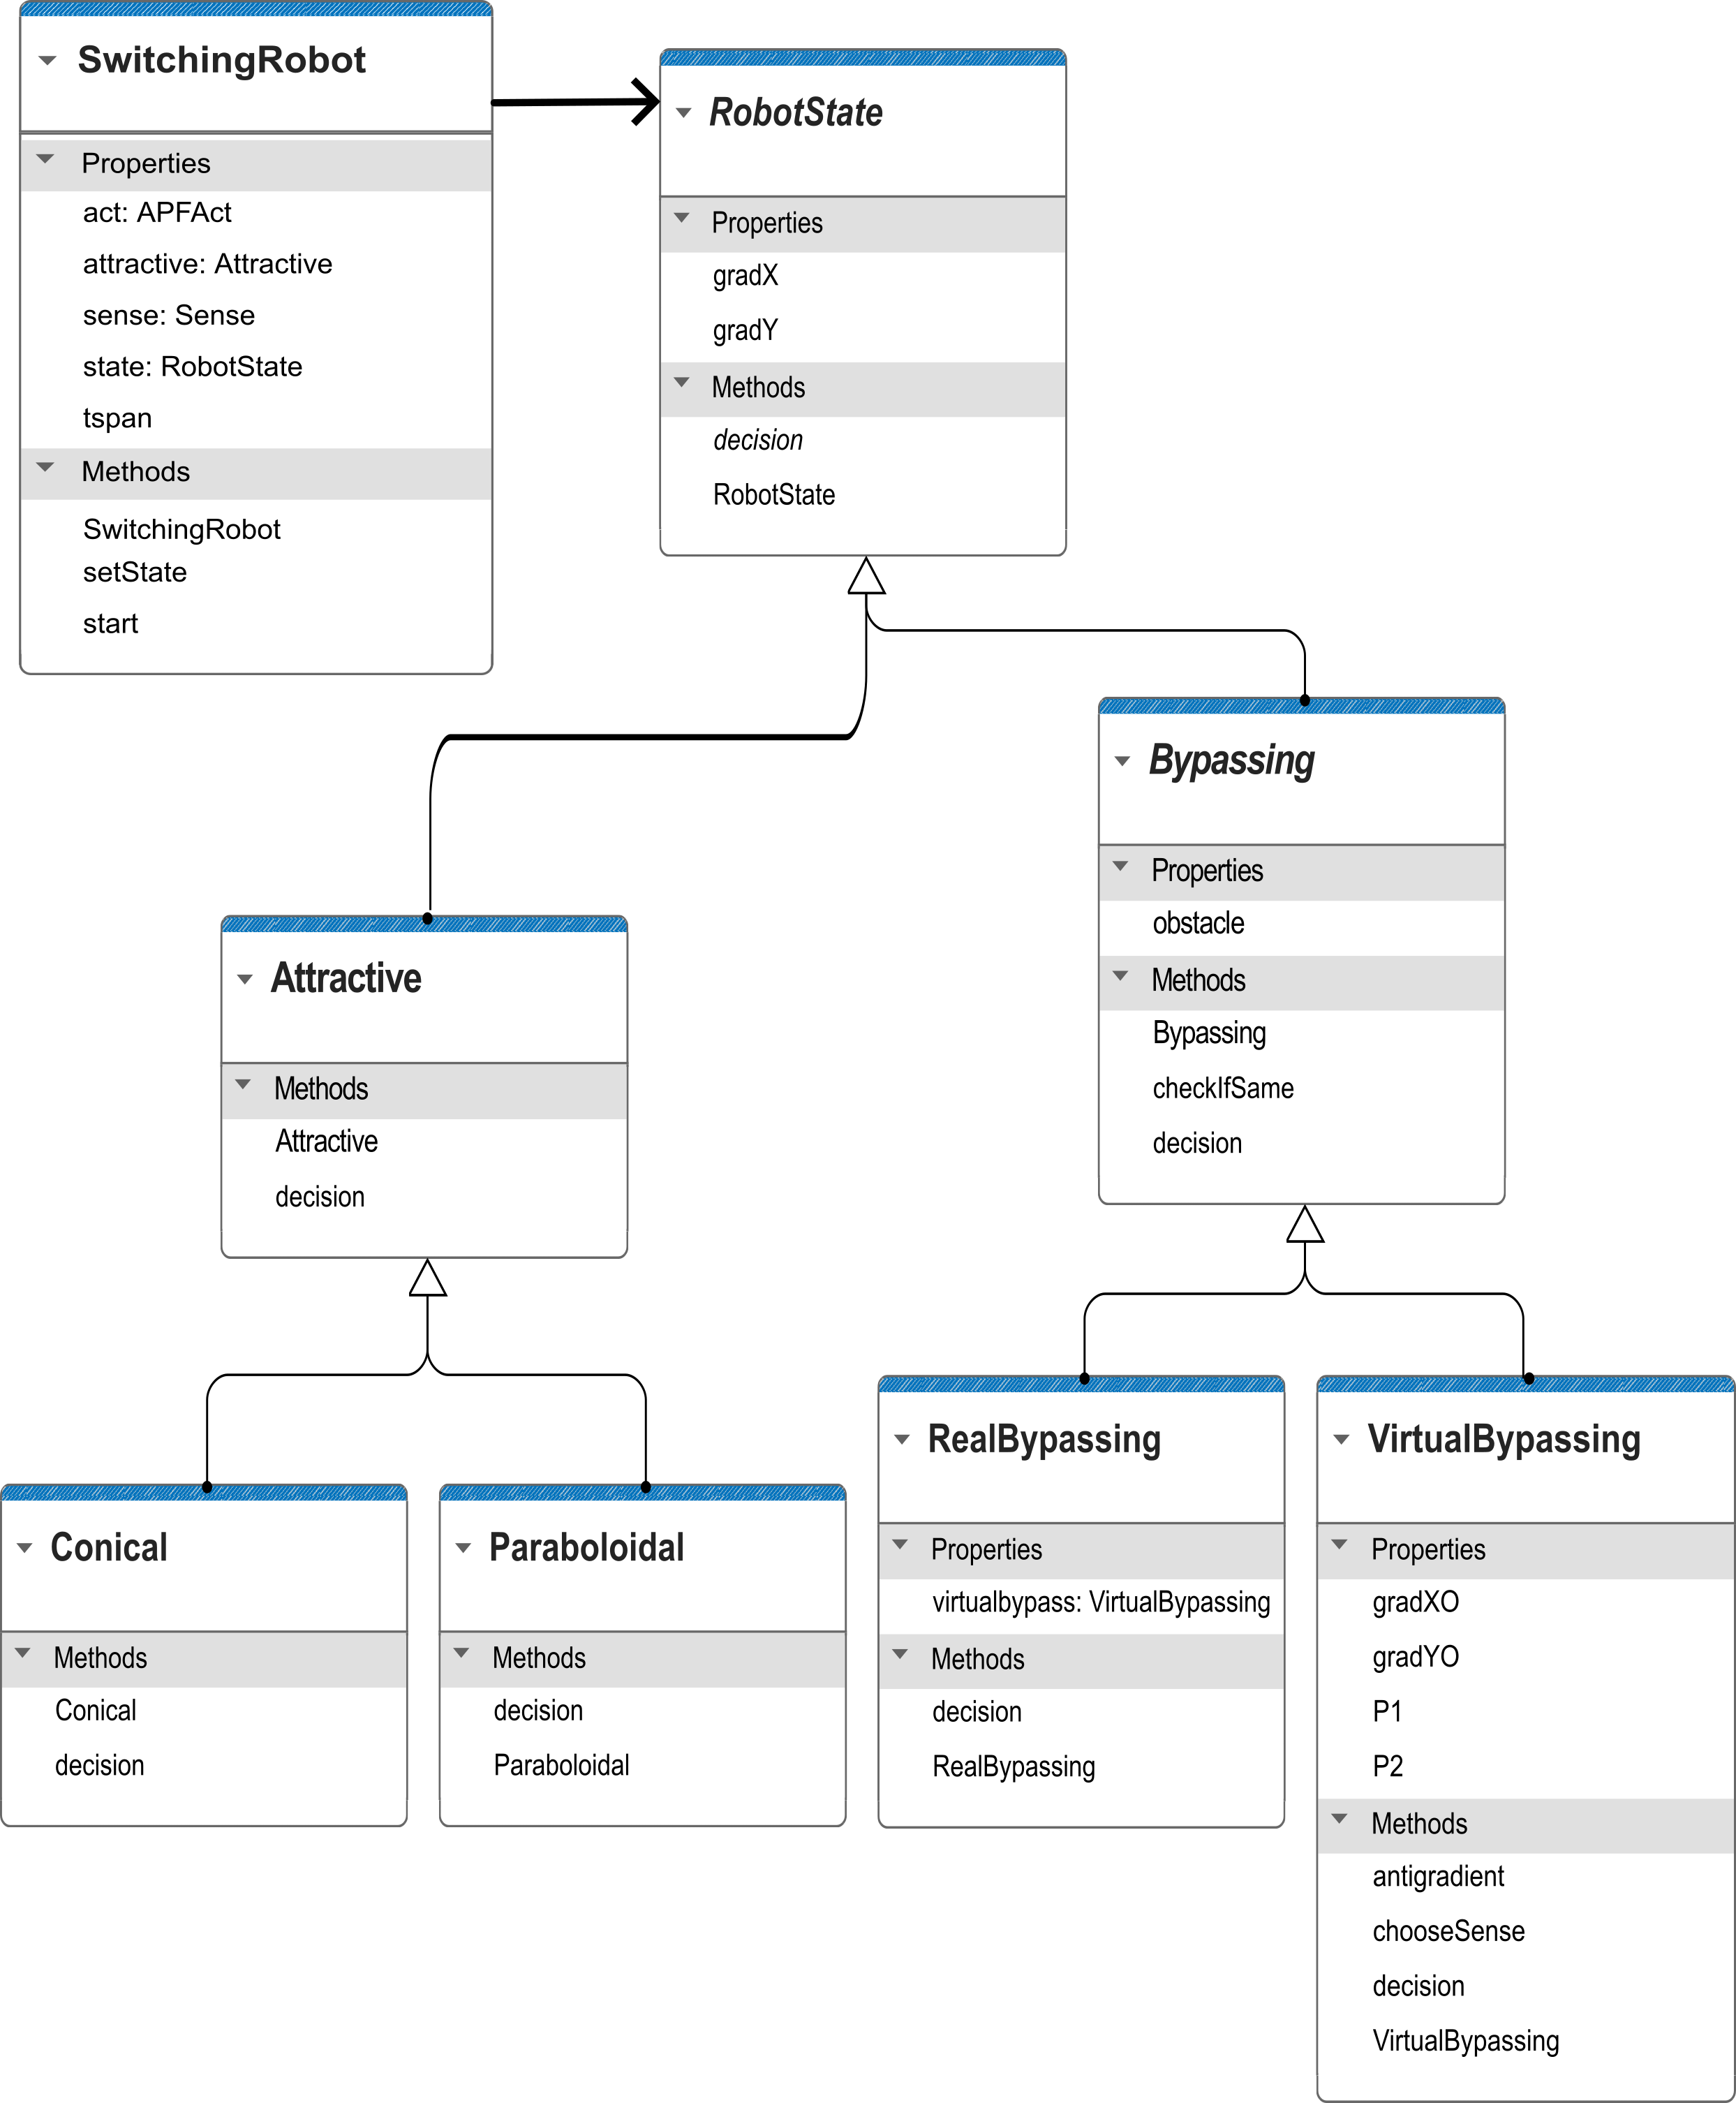 SwitchingRobot
Properties
act: APFAct
attractive: Attractive
sense: Sense
state: RobotState
tspan
Methods
SwitchingRobot
setState
start
RobotState
Properties
gradX
gradY
Methods
decision
RobotState
Bypassing
Properties
obstacle
Methods
Bypassing
checkIfSame
decision
Attractive
Methods
Attractive
decision
Conical
Methods
Conical
decision
Paraboloidal
Methods
decision
Paraboloidal
RealBypassing
Properties
virtualbypass: VirtualBypassing
Methods
decision
RealBypassing
VirtualBypassing
Properties
gradXO
gradYO
P1
P2
Methods
antigradient
chooseSense
decision
VirtualBypassing